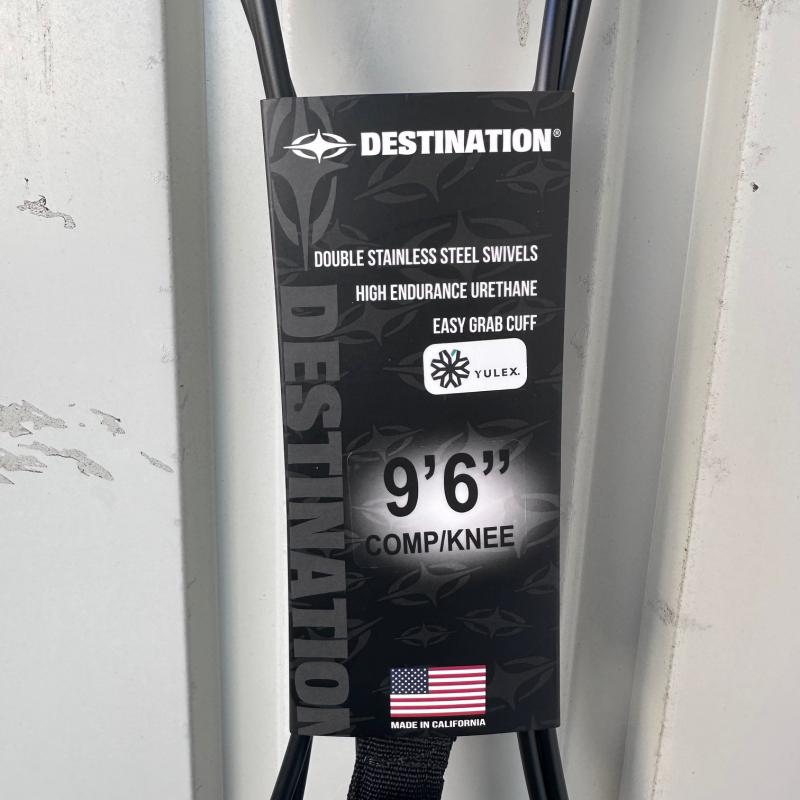 DESTINATION®
DOUBLE STAINLESS STEEL SWIVELS
HIGH ENDURANCE URETHANE
EASY GRAB CUFF
YULEX.
DESTINATION
9’6”
COMP/KNEE
MADE IN CALIFORNIA